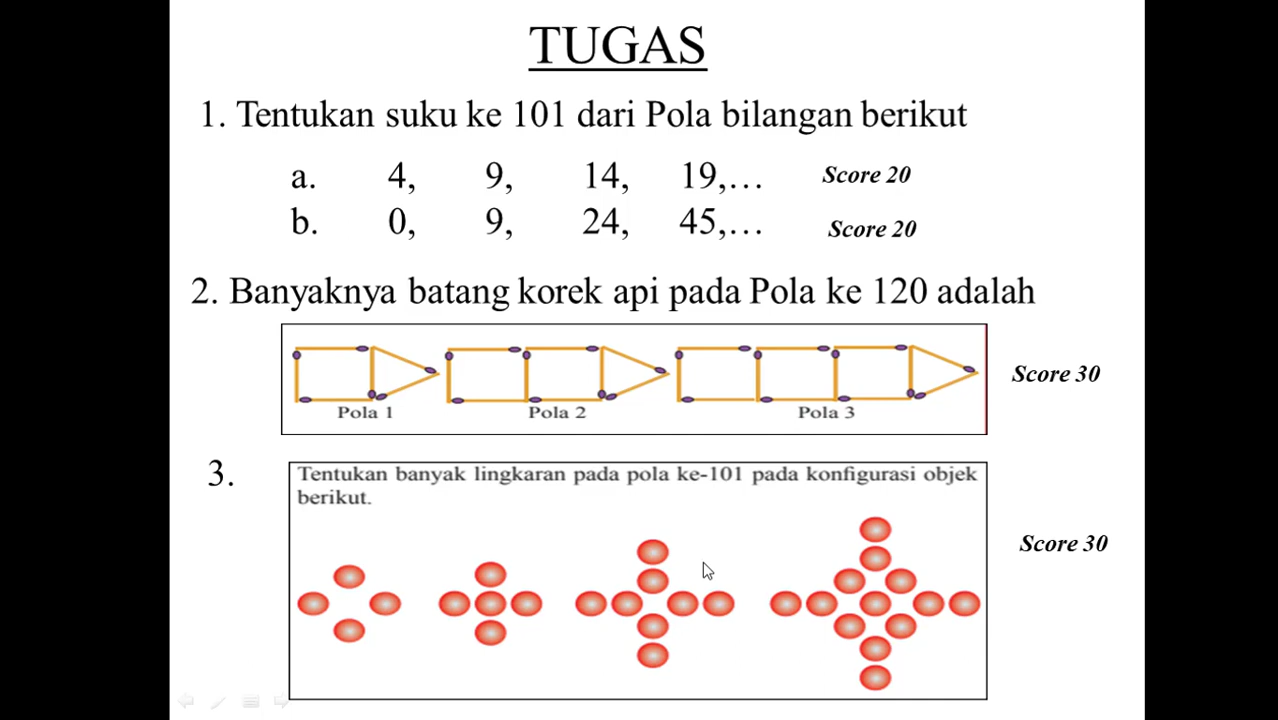 TUGAS
1. Tentukan suku ke 101 dari Pola bilangan berikut
a. 4, 9, 14, 19,… Score 20
b. 0, 9, 24, 45,… Score 20
2. Banyaknya batang korek api pada Pola ke 120 adalah
Score 30
Pola 1 Pola 2 Pola 3
3. Tentukan banyak lingkaran pada pola ke-101 pada konfigurasi objek
berikut.
Score 30